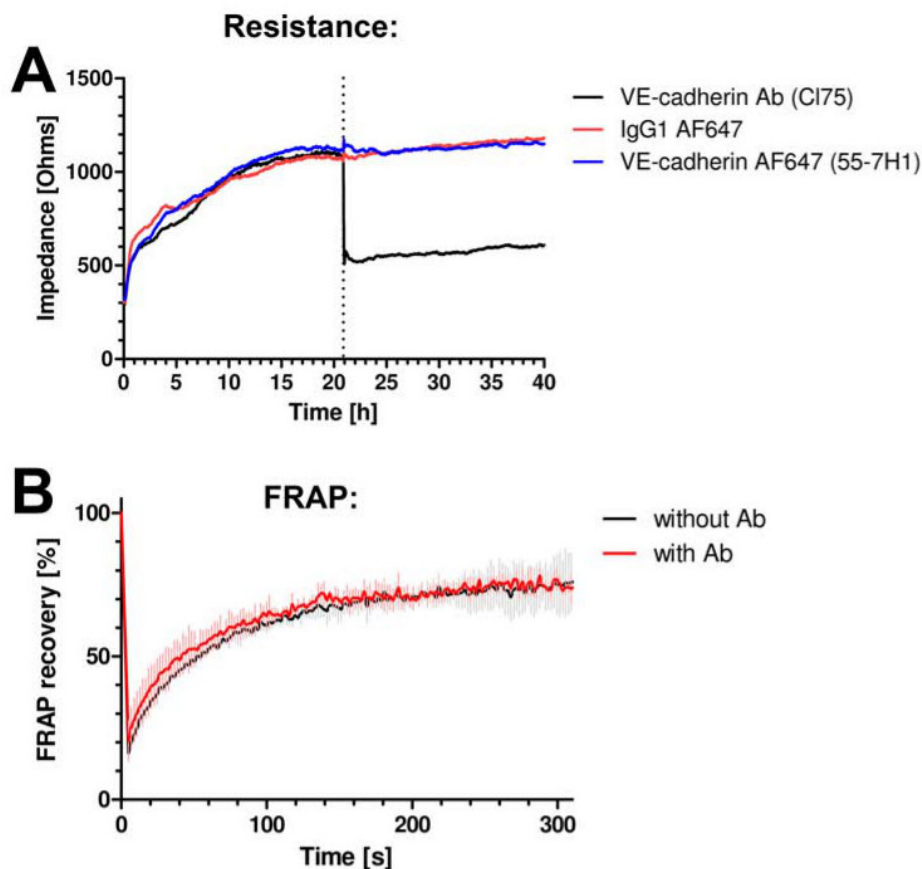 Resistance:
A
1500
1000
500
0
Impedance [Ohms]
0 5 10 15 20 25 30 35 40
Time [h]
VE-cadherin Ab (Cl75)
IgG1 AF647
VE-cadherin AF647 (55-7H1)
B
FRAP:
100
50
0
FRAP recovery [%]
0 100 200 300
Time [s]
without Ab
with Ab